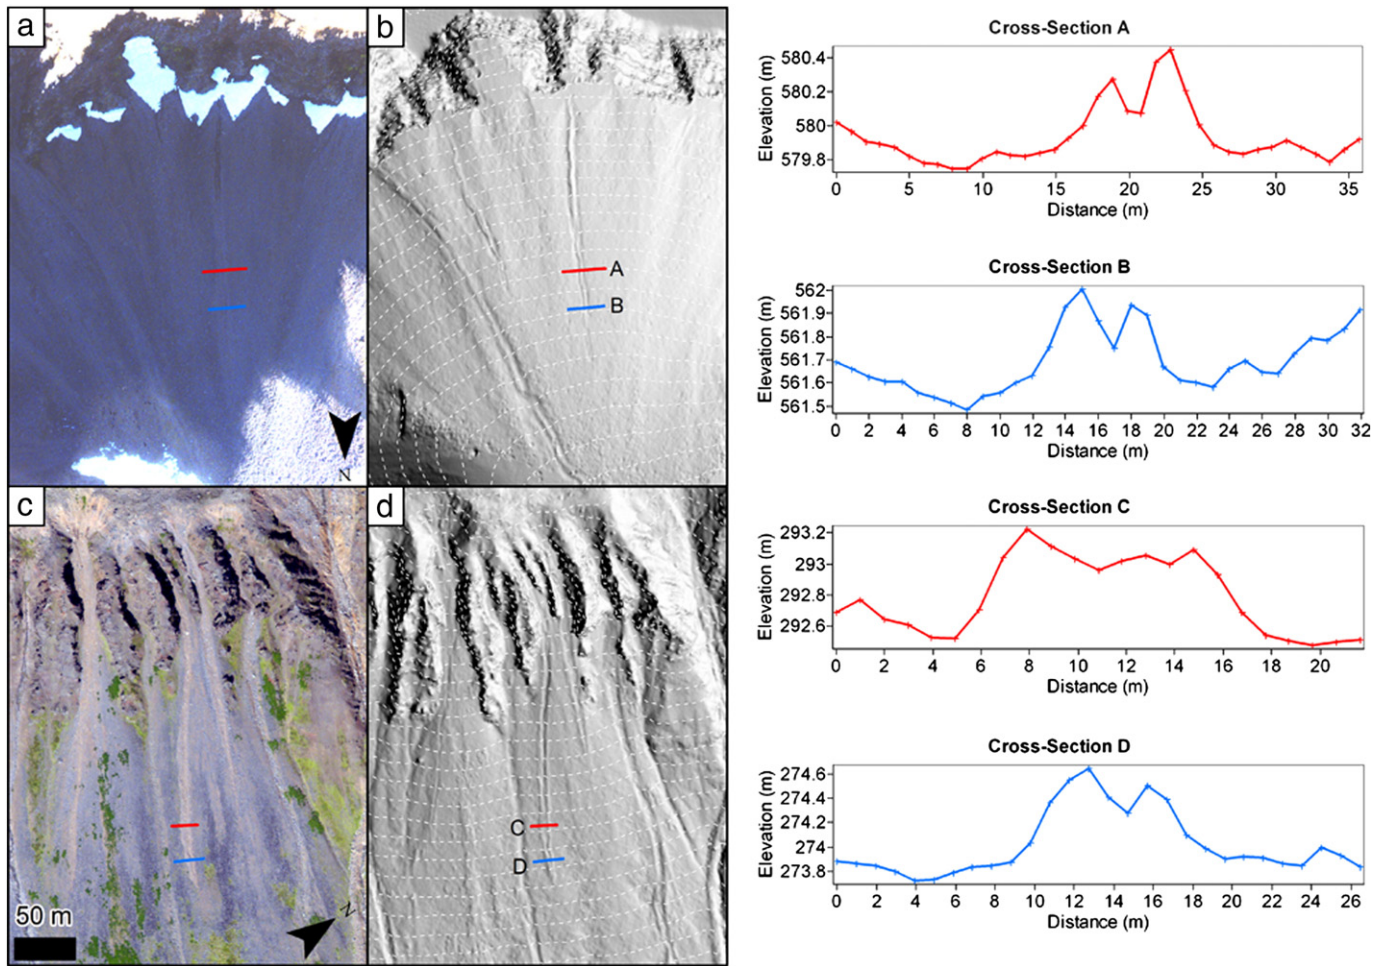 a
b
A
B
N
c
d
C
D
50 m
N
Cross-Section A
Elevation (m)
580.4
580.2
580
579.8
0 5 10 15 20 25 30 35
Distance (m)
Cross-Section B
Elevation (m)
562
561.9
561.8
561.7
561.6
561.5
0 2 4 6 8 10 12 14 16 18 20 22 24 26 28 30 32
Distance (m)
Cross-Section C
Elevation (m)
293.2
293
292.8
292.6
0 2 4 6 8 10 12 14 16 18 20
Distance (m)
Cross-Section D
Elevation (m)
274.6
274.4
274.2
274
273.8
0 2 4 6 8 10 12 14 16 18 20 22 24 26
Distance (m)